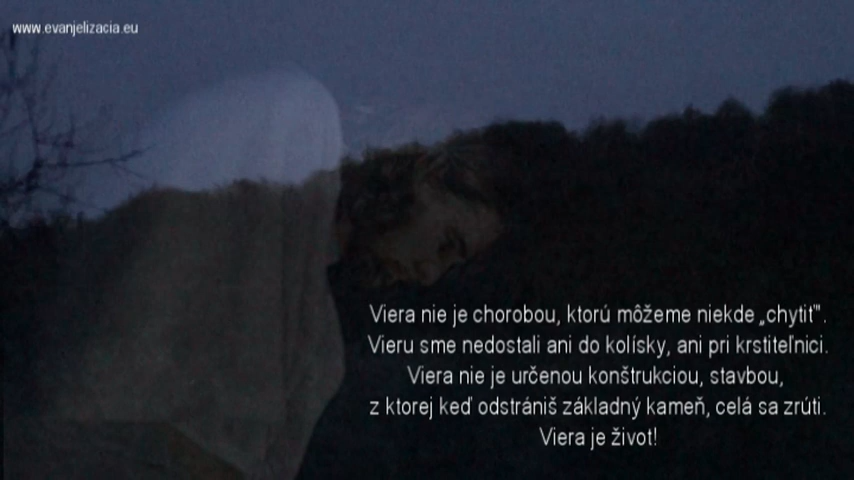 www.evanjelizacia.eu
Viera nie je chorobou, ktorú môžeme niekde „chytiť".
Vieru sme nedostali ani do kolísky, ani pri krstiteľnici.
Viera nie je určenou konštrukciou, stavbou,
z ktorej keď odstrániš základný kameň, celá sa zrúti.
Viera je život!